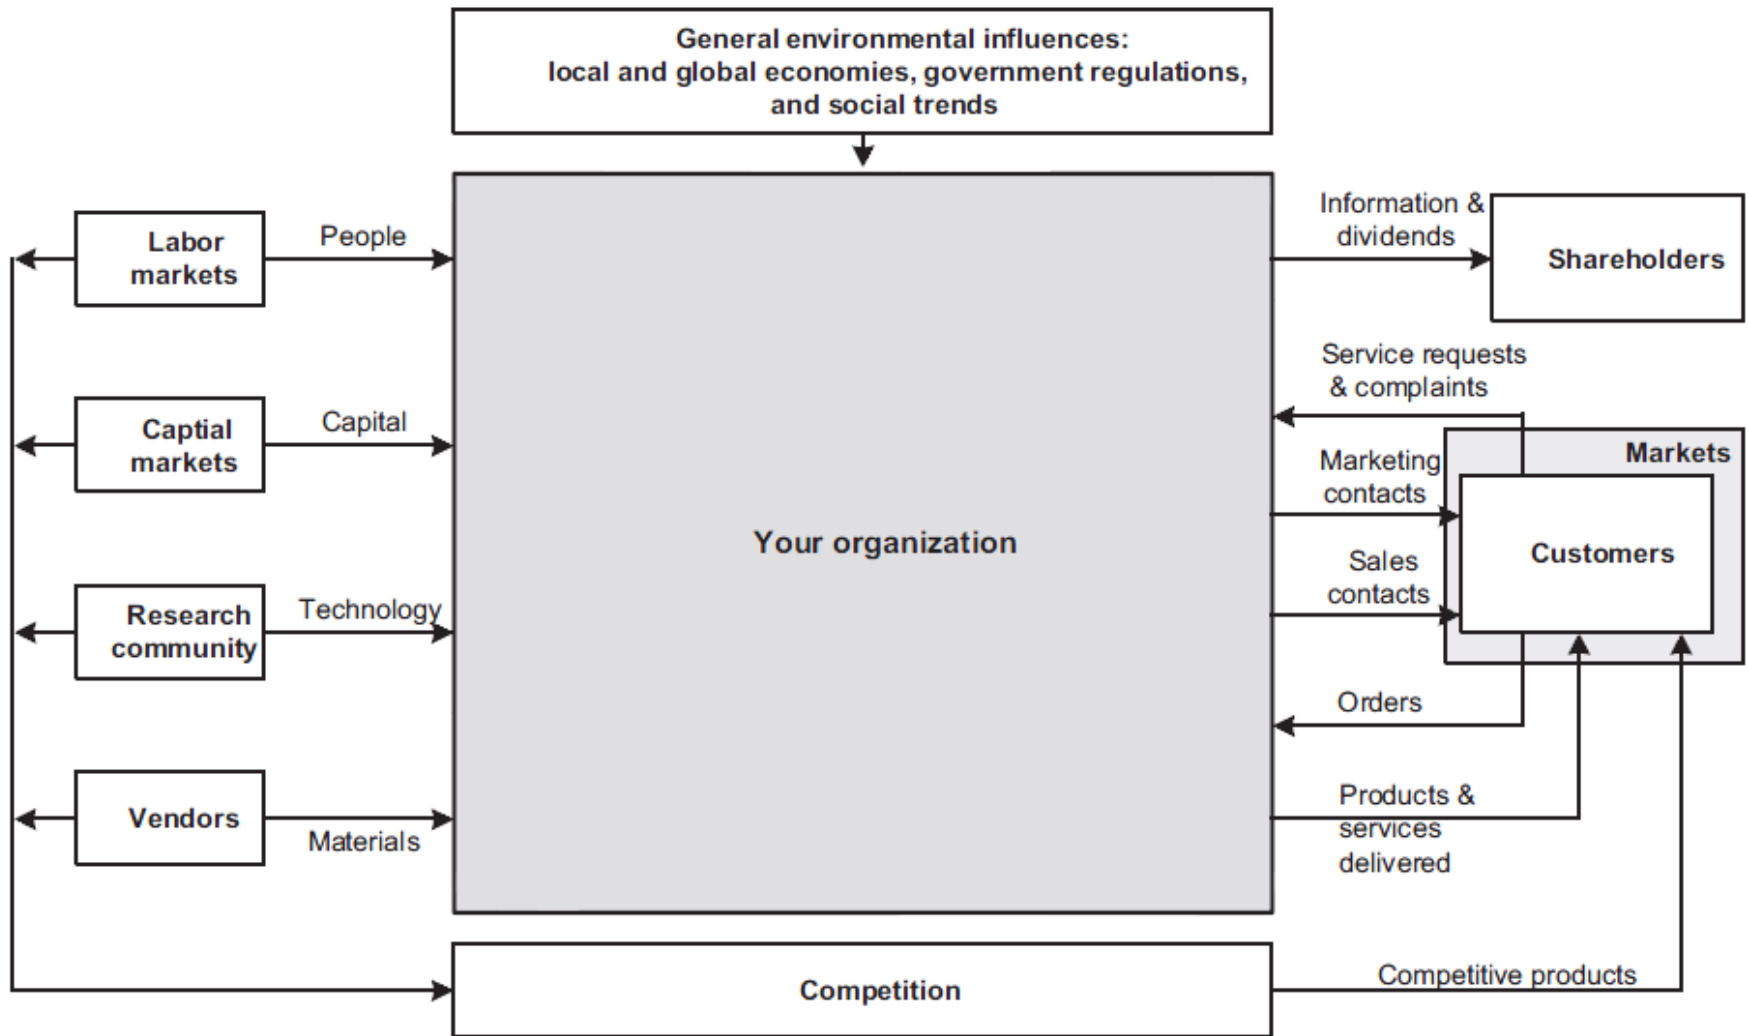 General environmental influences:
local and global economies, government regulations,
and social trends
Labor
markets
People
Captial
markets
Capital
Research
community
Technology
Vendors
Materials
Your organization
Information &
dividends
Shareholders
Service requests
& complaints
Markets
Marketing
contacts
Customers
Sales
contacts
Orders
Products &
services
delivered
Competition
Competitive products